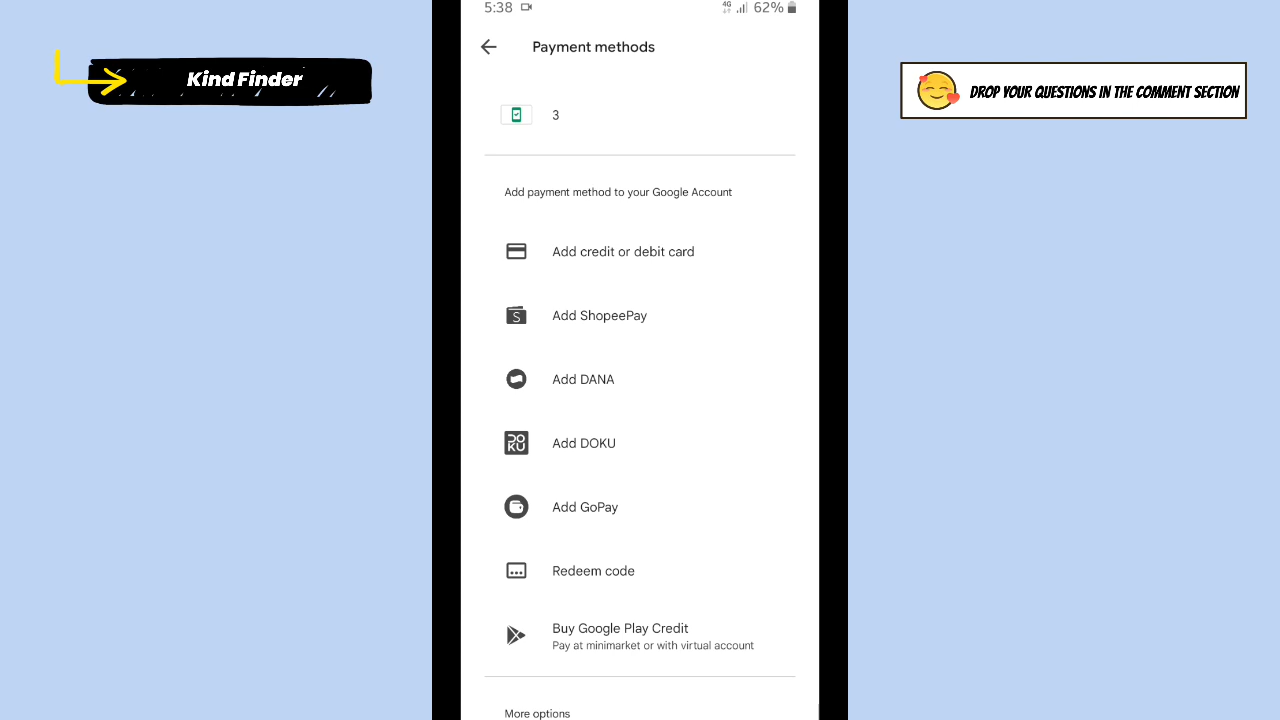 Kind Finder
5:38
4G
62%
Payment methods
3
Add payment method to your Google Account
Add credit or debit card
S
Add ShopeePay
Add DANA
DO
KU
Add DOKU
Add GoPay
Redeem code
Buy Google Play Credit
Pay at minimarket or with virtual account
More options
DROP YOUR QUESTIONS IN THE COMMENT SECTION